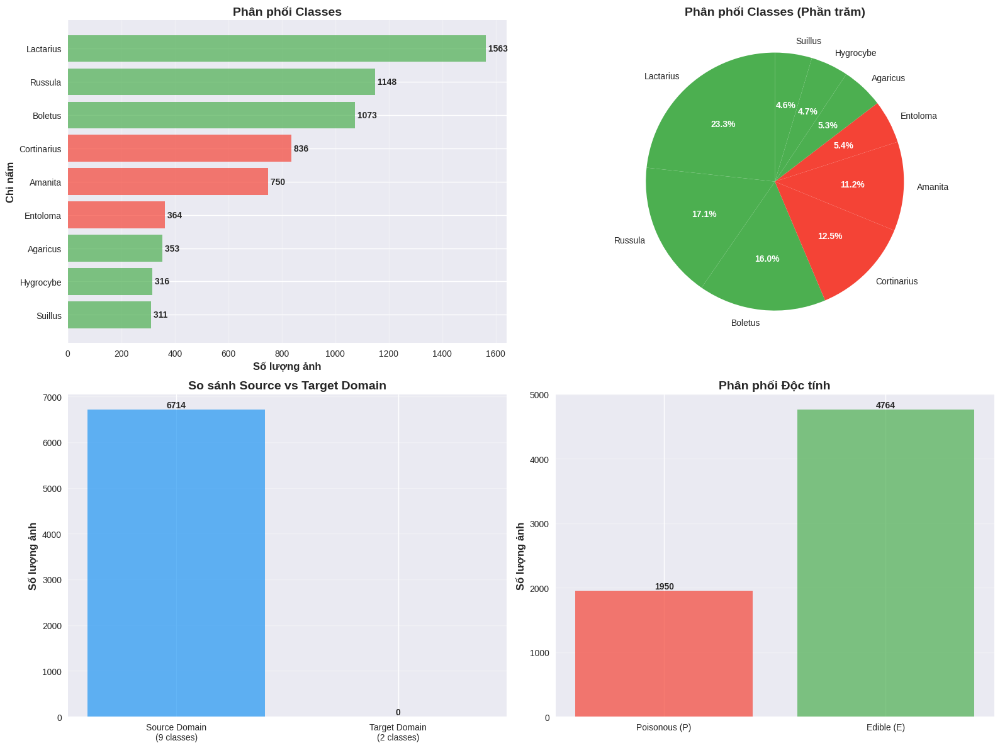 Phân phối Classes
Chi nấm
Lactarius
1563
Russula
1148
Boletus
1073
Cortinarius
836
Amanita
750
Entoloma
364
Agaricus
353
Hygrocybe
316
Suillus
311
0 200 400 600 800 1000 1200 1400 1600
Số lượng ảnh
Phân phối Classes (Phần trăm)
Suillus
Hygrocybe
Agaricus
Entoloma
Amanita
Cortinarius
Boletus
Russula
Lactarius
4.6%
4.7%
5.3%
5.4%
11.2%
12.5%
16.0%
17.1%
23.3%
So sánh Source vs Target Domain
Số lượng ảnh
7000
6000
5000
4000
3000
2000
1000
0
6714
0
Source Domain
(9 classes)
Target Domain
(2 classes)
Phân phối Độc tính
Số lượng ảnh
5000
4000
3000
2000
1000
0
1950
4764
Poisonous (P)
Edible (E)